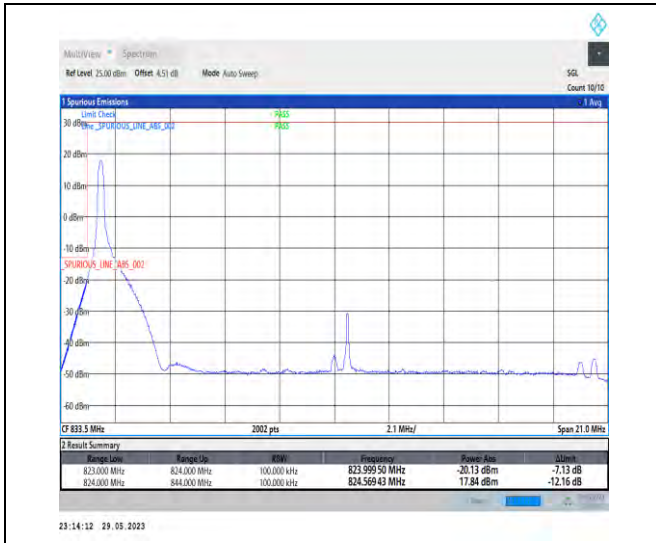 MultiView Spectrum
Ref Level 25.00 dBm Offset 4.51 dB Mode Auto Sweep SGL
Count 10/10
1 Spurious Emissions 1 Avg
Limit Check PASS
30 dBm Line _SPURIOUS_LINE_ABS_002 PASS
20 dBm
10 dBm
0 dBm
-10 dBm
_SPURIOUS_LINE_ABS_002
-20 dBm
-30 dBm
-40 dBm
-50 dBm
-60 dBm
CF 833.5 MHz 2002 pts 2.1 MHz/ Span 21.0 MHz
2 Result Summary
Range Low Range Up RBW Frequency Power Abs ΔLimit
823.000 MHz 824.000 MHz 100.000 kHz 823.99950 MHz -20.13 dBm -7.13 dB
824.000 MHz 844.000 MHz 100.000 kHz 824.56943 MHz 17.84 dBm -12.16 dB
23:14:12 29.05.2023